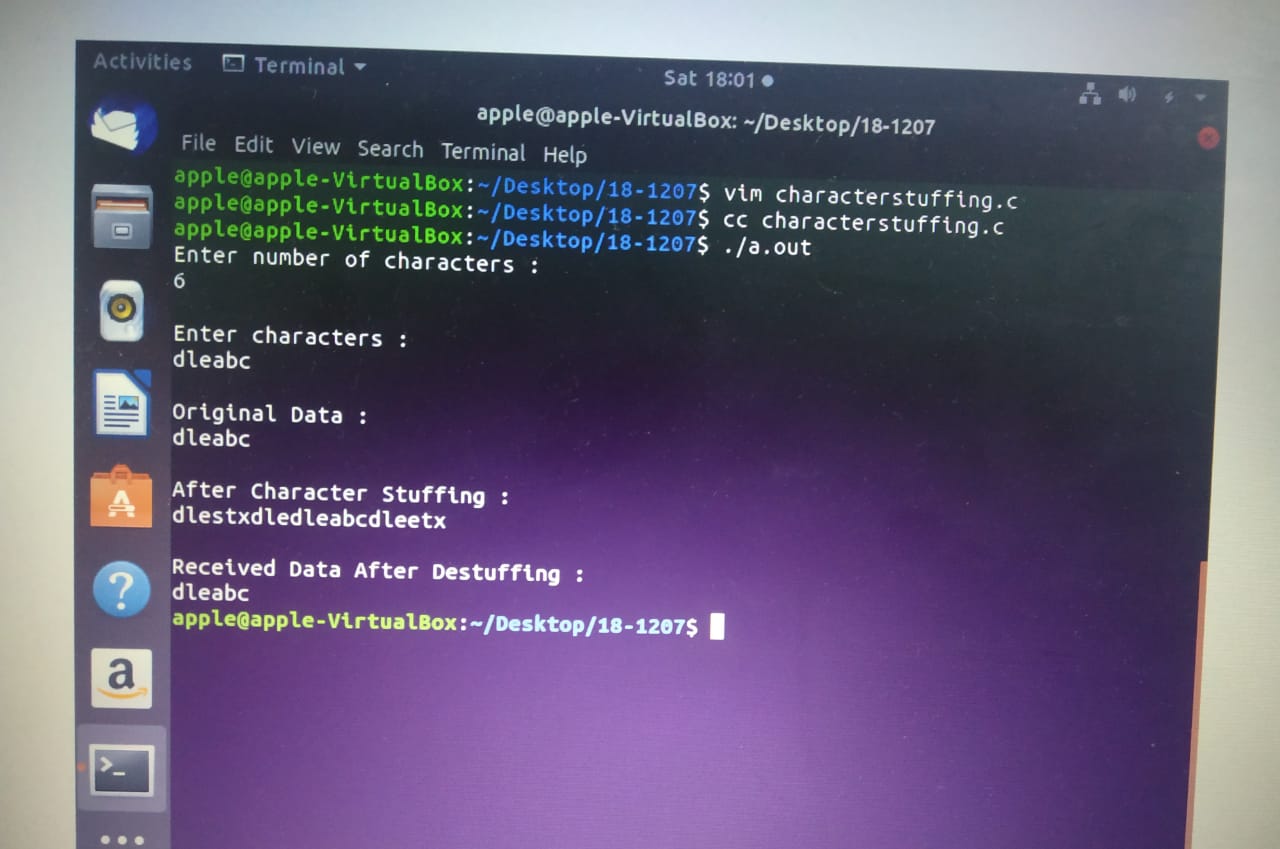 Activities Terminal
Sat 18:01
apple@apple-VirtualBox: ~/Desktop/18-1207
File Edit View Search Terminal Help
apple@apple-VirtualBox:~/Desktop/18-1207$ vim characterstuffing.c
apple@apple-VirtualBox:~/Desktop/18-1207$ cc characterstuffing.c
apple@apple-VirtualBox:~/Desktop/18-1207$ ./a.out
Enter number of characters :
6
Enter characters :
dleabc
Original Data :
dleabc
After Character Stuffing :
dlestxdledleabcdleetx
Received Data After Destuffing :
dleabc
apple@apple-VirtualBox:~/Desktop/18-1207$